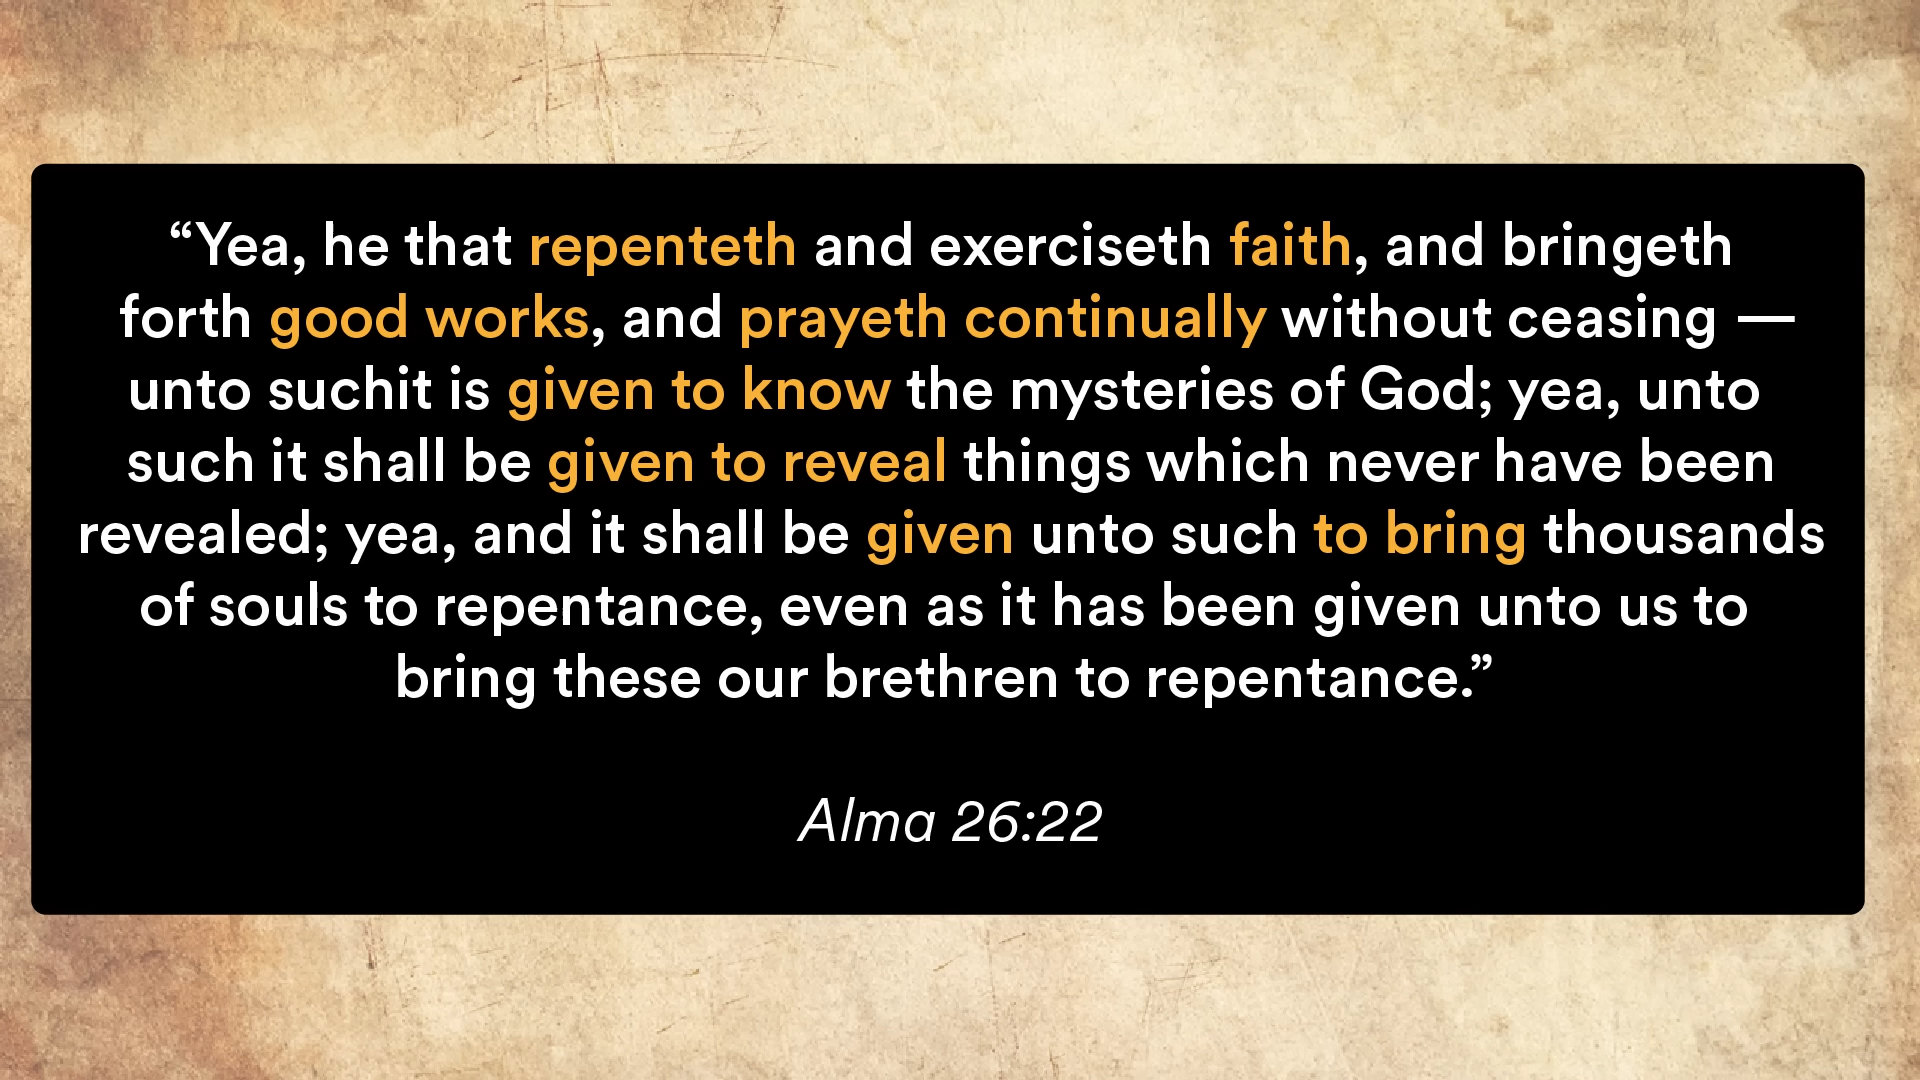 “Yea, he that repenteth and exerciseth faith, and bringeth
forth good works, and prayeth continually without ceasing —
unto suchit is given to know the mysteries of God; yea, unto
such it shall be given to reveal things which never have been
revealed; yea, and it shall be given unto such to bring thousands
of souls to repentance, even as it has been given unto us to
bring these our brethren to repentance.”
Alma 26:22